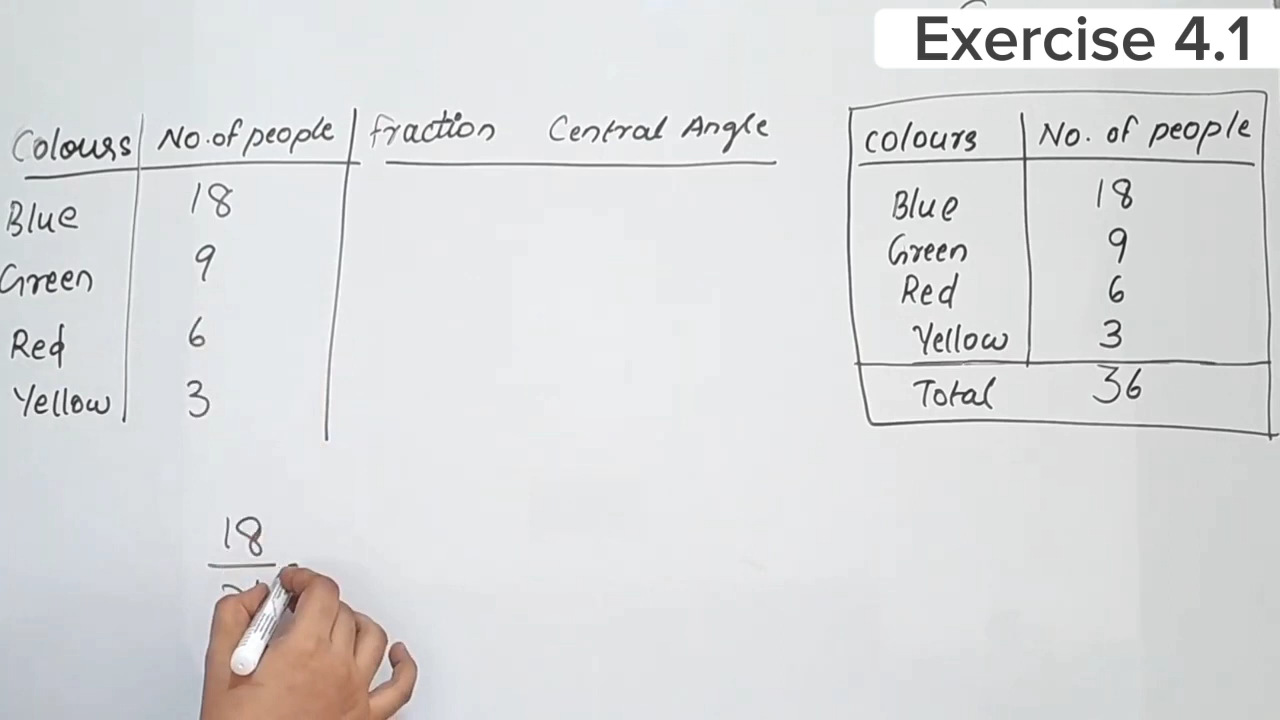 Exercise 4.1
Colours No. of people fraction Central Angle
Blue 18
Green 9
Red 6
Yellow 3
colours No. of people
Blue 18
Green 9
Red 6
Yellow 3
Total 36
18